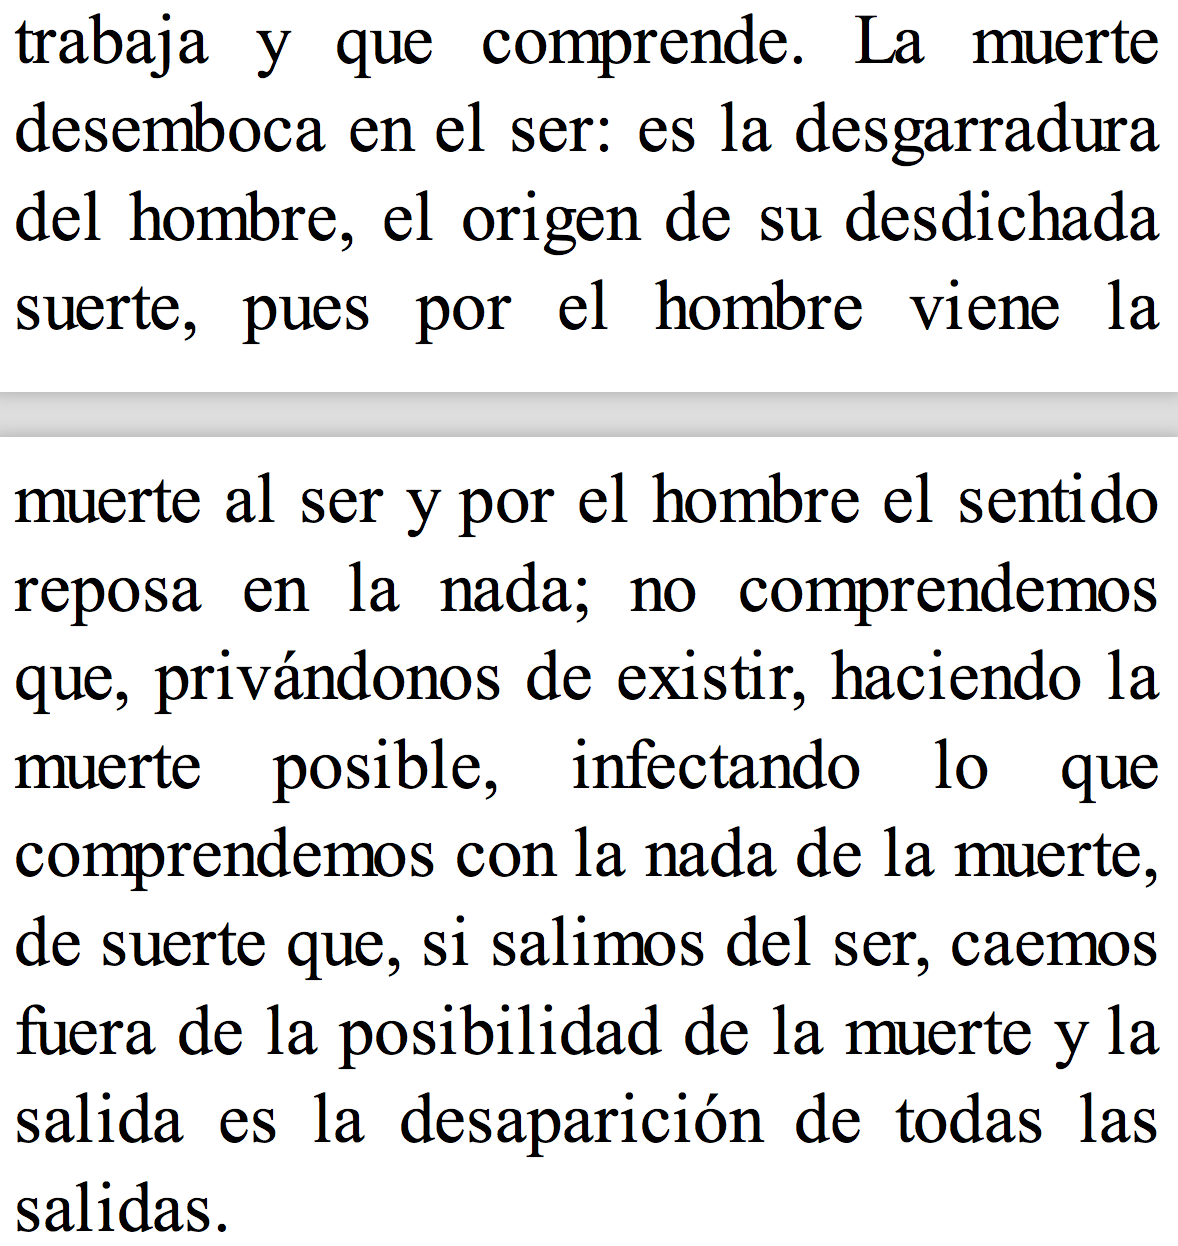 trabaja y que comprende. La muerte
desemboca en el ser: es la desgarradura
del hombre, el origen de su desdichada
suerte, pues por el hombre viene la
muerte al ser y por el hombre el sentido
reposa en la nada; no comprendemos
que, privándonos de existir, haciendo la
muerte posible, infectando lo que
comprendemos con la nada de la muerte,
de suerte que, si salimos del ser, caemos
fuera de la posibilidad de la muerte y la
salida es la desaparición de todas las
salidas.